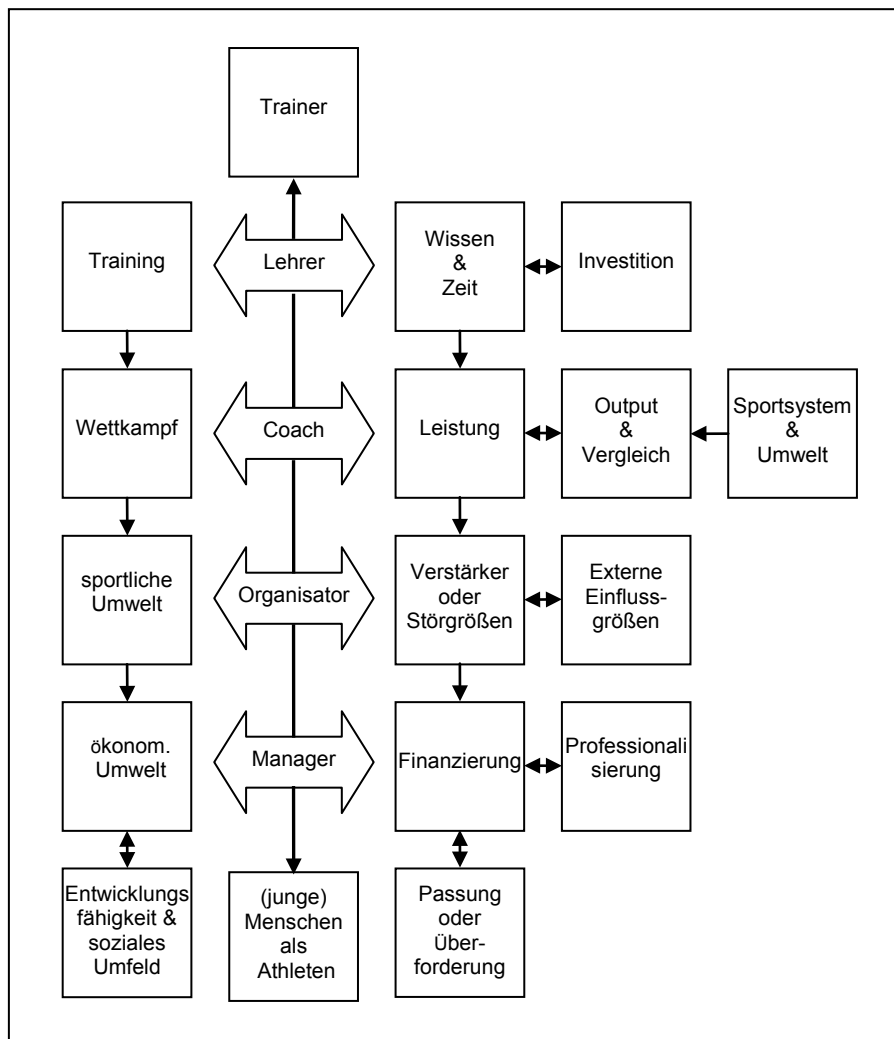 Trainer
Training
Lehrer
Wissen
&
Zeit
Investition
Wettkampf
Coach
Leistung
Output
&
Vergleich
Sportsystem
&
Umwelt
sportliche
Umwelt
Organisator
Verstärker
oder
Störgrößen
Externe
Einfluss-
größen
ökonom.
Umwelt
Manager
Finanzierung
Professionali
sierung
Entwicklungs
fähigkeit &
soziales
Umfeld
(junge)
Menschen
als
Athleten
Passung
oder
Über-
forderung